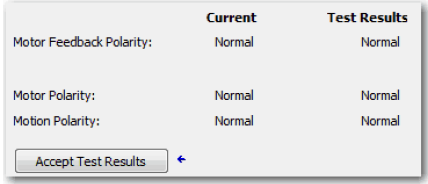 Current Test Results
Motor Feedback Polarity: Normal Normal
Motor Polarity: Normal Normal
Motion Polarity: Normal Normal
Accept Test Results